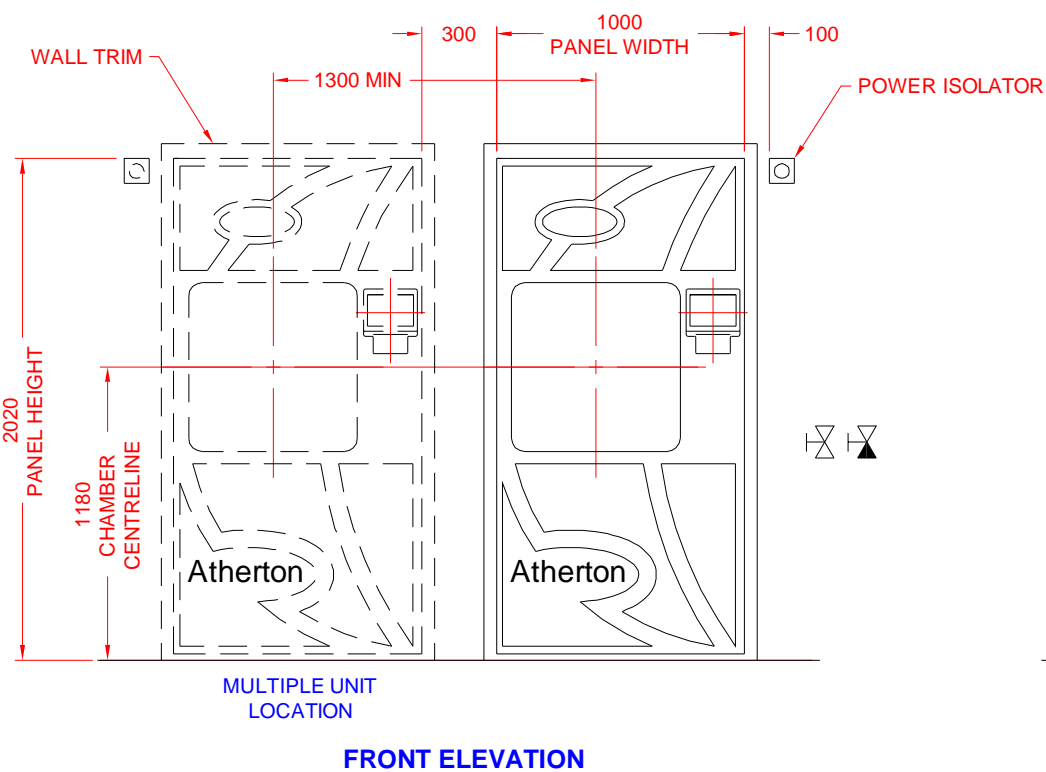 300
1000
PANEL WIDTH
100
WALL TRIM
1300 MIN
POWER ISOLATOR
2020
PANEL HEIGHT
1180
CHAMBER
CENTRELINE
Atherton
Atherton
MULTIPLE UNIT
LOCATION
FRONT ELEVATION